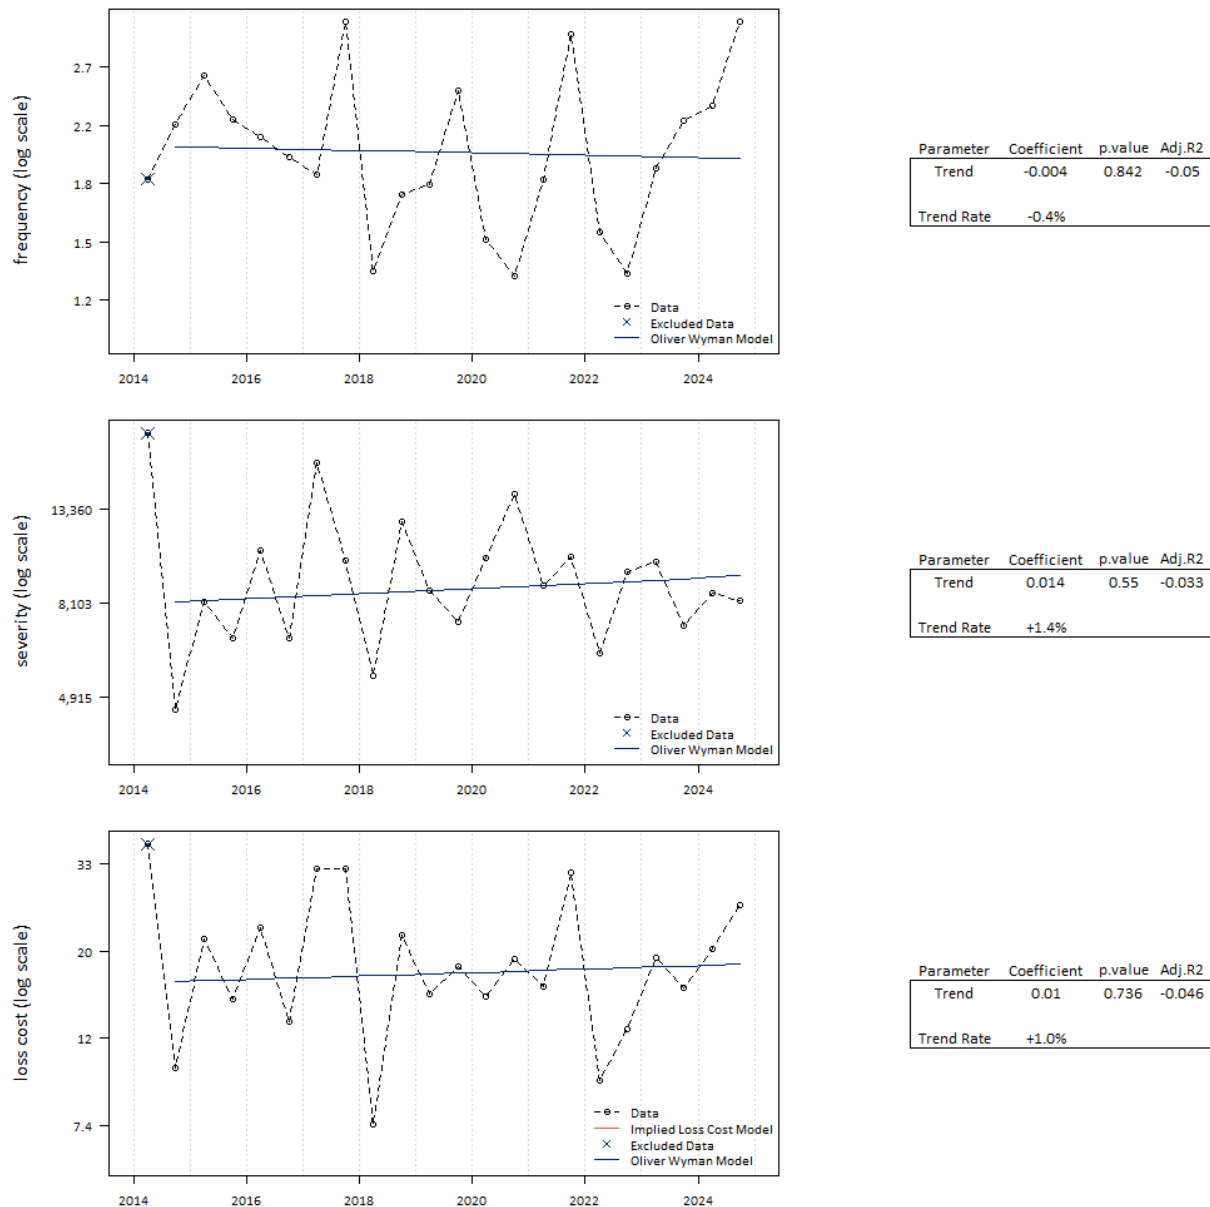 frequency (log scale)
2.7
2.2
1.8
1.5
1.2
Data
Excluded Data
Oliver Wyman Model
2014 2016 2018 2020 2022 2024
Parameter Coefficient p.value Adj.R2
Trend -0.004 0.842 -0.05
Trend Rate -0.4%
severity (log scale)
13,360
8,103
4,915
Data
Excluded Data
Oliver Wyman Model
2014 2016 2018 2020 2022 2024
Parameter Coefficient p.value Adj.R2
Trend 0.014 0.55 -0.033
Trend Rate +1.4%
loss cost (log scale)
33
20
12
7.4
Data
Implied Loss Cost Model
Excluded Data
Oliver Wyman Model
2014 2016 2018 2020 2022 2024
Parameter Coefficient p.value Adj.R2
Trend 0.01 0.736 -0.046
Trend Rate +1.0%